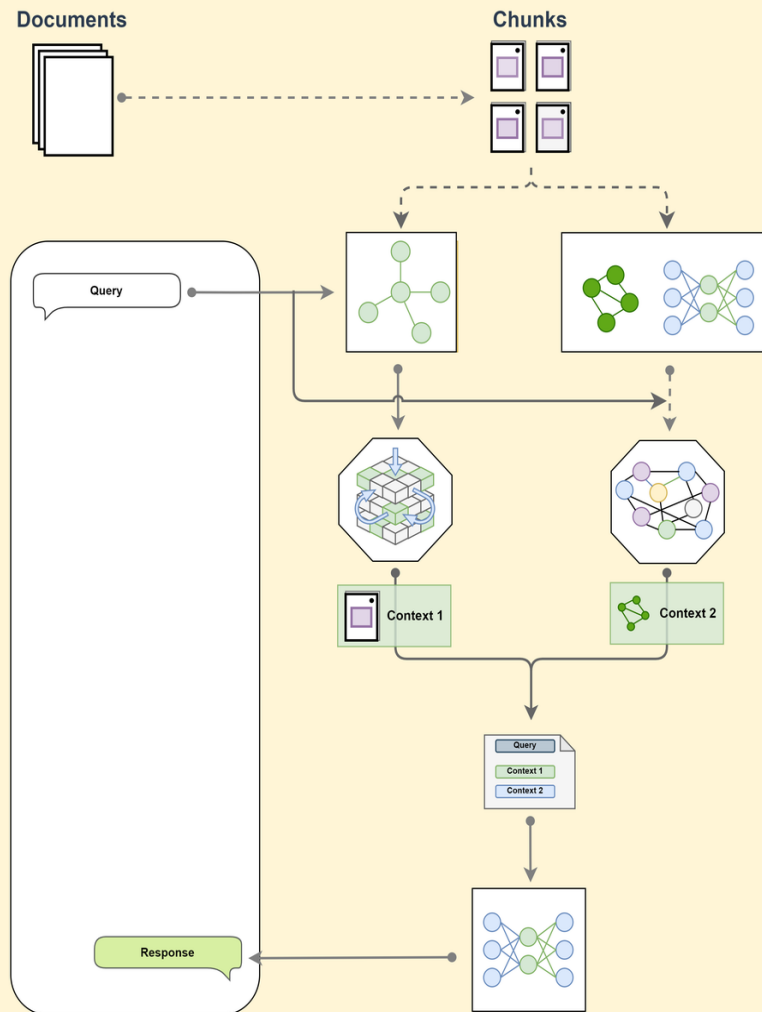 Documents
Chunks
Query
Context 1
Context 2
Query
Context 1
Context 2
Response